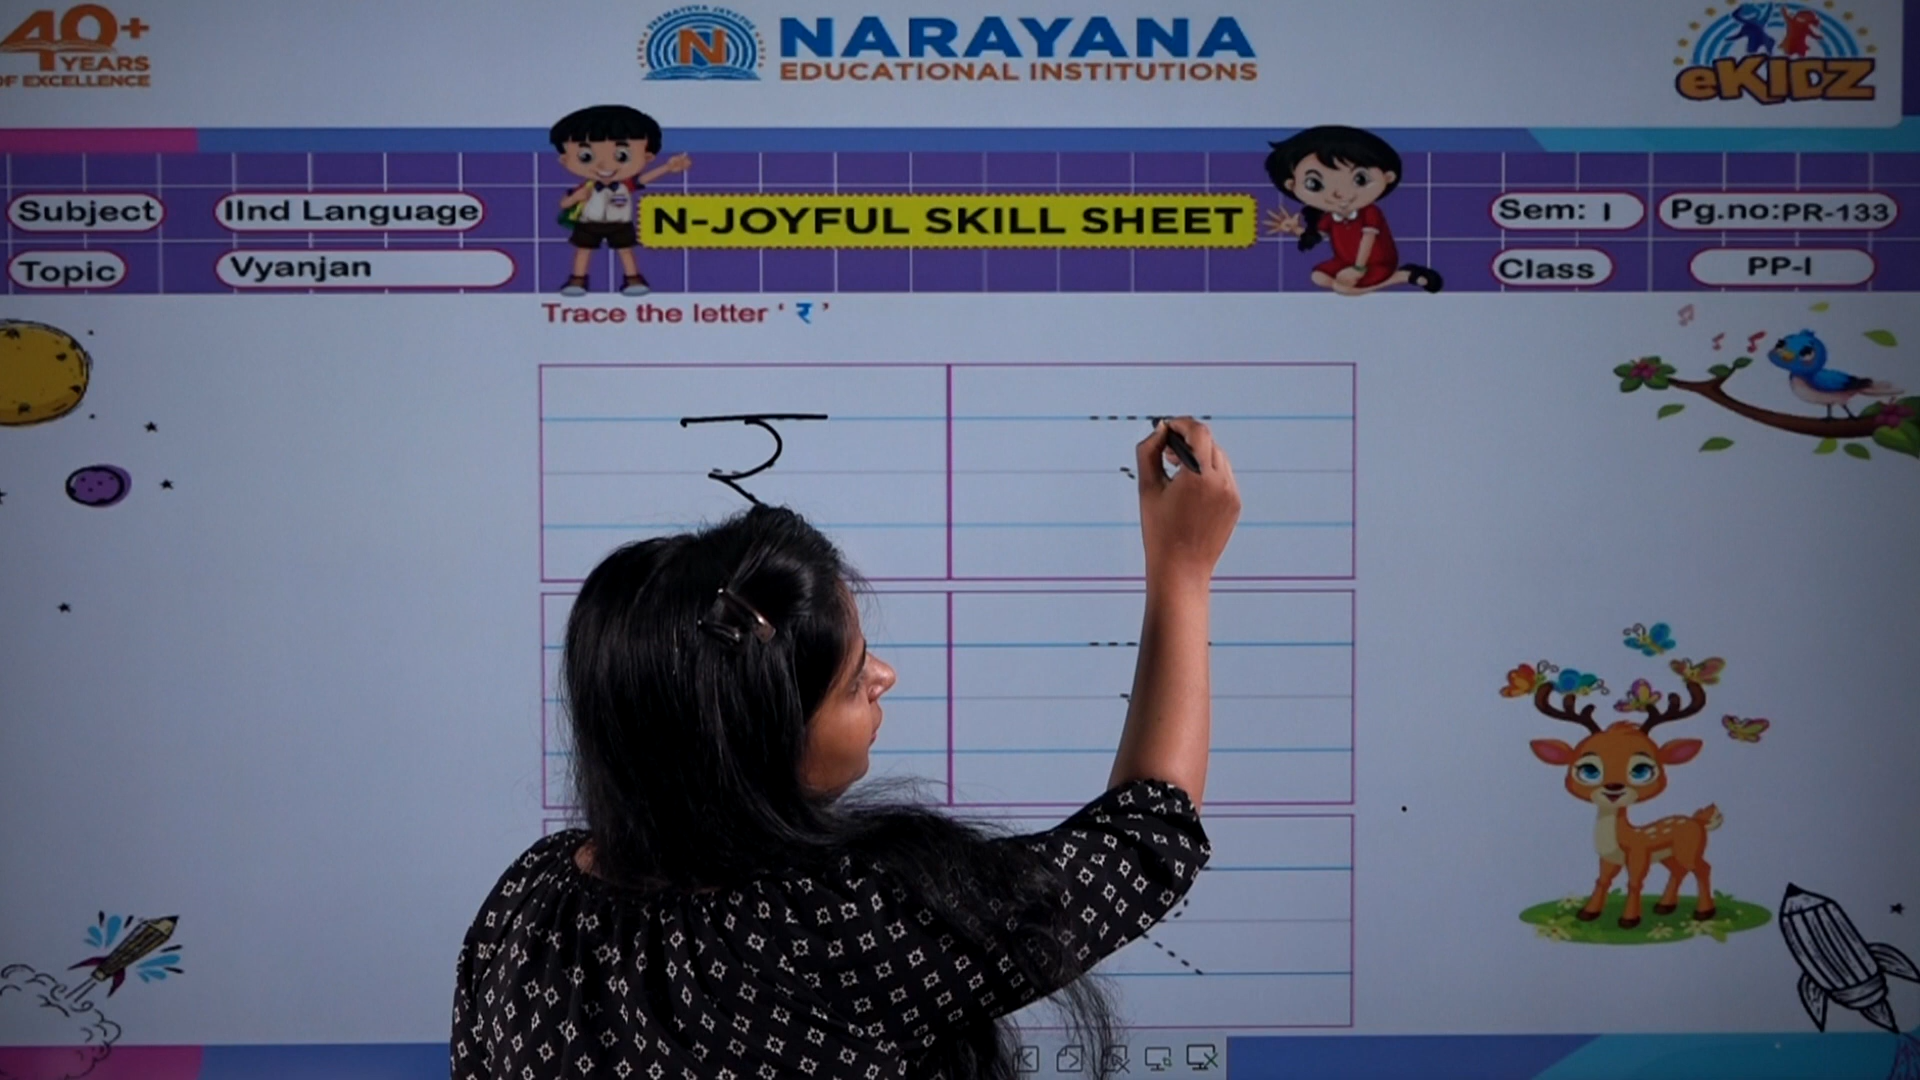 40+
YEARS
OF EXCELLENCE
N
NARAYANA
EDUCATIONAL INSTITUTIONS
eKIDZ
Subject
IInd Language
N-JOYFUL SKILL SHEET
Sem: I
Pg.no:PR-133
Topic
Vyanjan
Class
PP-I
Trace the letter ‘ र ’
र